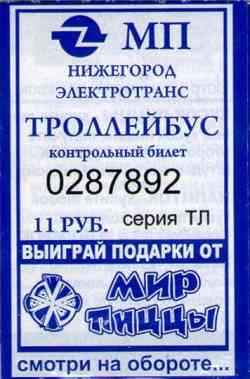 МП
НИЖЕГОРОД
ЭЛЕКТРОТРАНС
ТРОЛЛЕЙБУС
контрольный билет
0287892
11 РУБ. серия ТЛ
ВЫИГРАЙ ПОДАРКИ ОТ
МИР
ПИЦЦЫ
смотри на обороте...